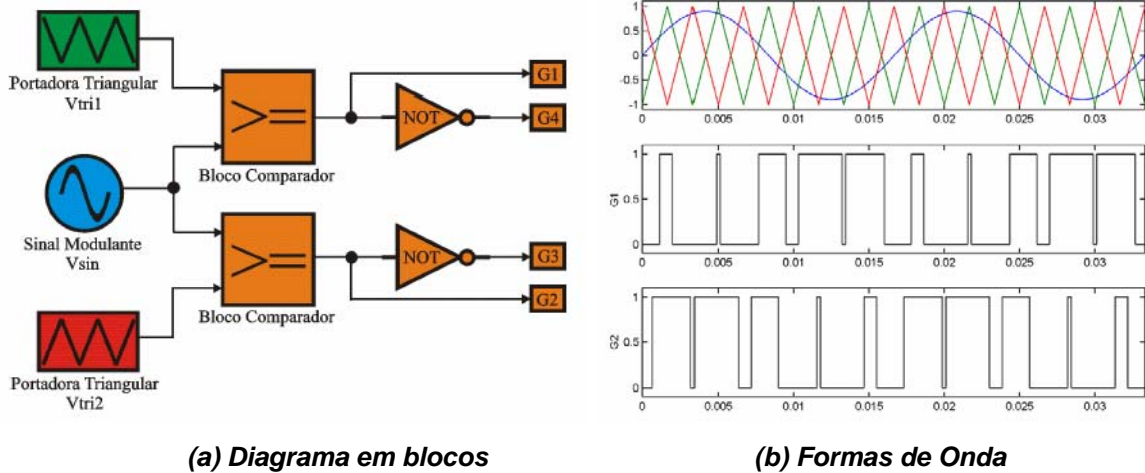 Portadora Triangular
Vtri1
>=
Bloco Comparador
NOT
G1
G4
Sinal Modulante
Vsin
>=
Bloco Comparador
NOT
G3
G2
Portadora Triangular
Vtri2
(a) Diagrama em blocos
1
0.5
0
-0.5
-1
0 0.005 0.01 0.015 0.02 0.025 0.03
G1
1
0.5
0
0 0.005 0.01 0.015 0.02 0.025 0.03
G2
1
0.5
0
0 0.005 0.01 0.015 0.02 0.025 0.03
(b) Formas de Onda